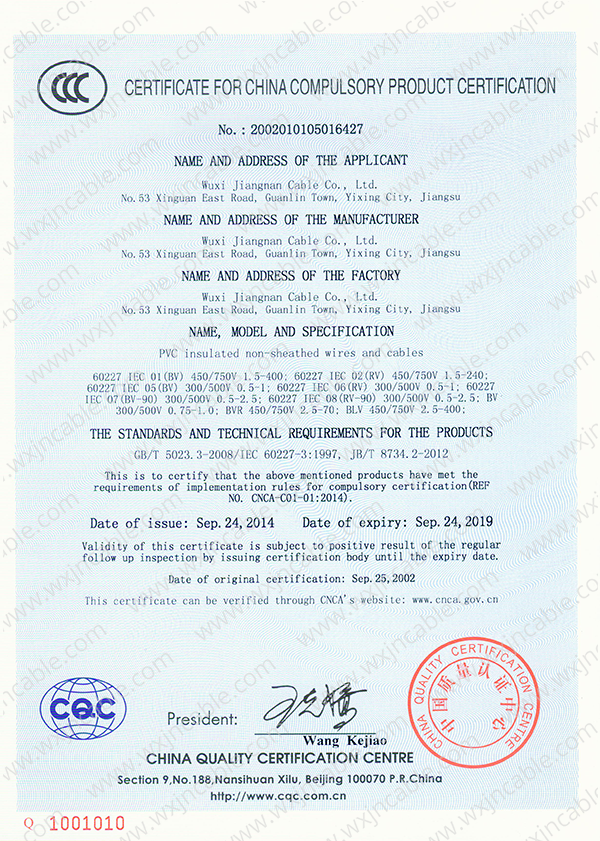 CCC
CERTIFICATE FOR CHINA COMPULSORY PRODUCT CERTIFICATION
No.: 2002010105016427
NAME AND ADDRESS OF THE APPLICANT
Wuxi Jiangnan Cable Co., Ltd.
No.53 Xinguan East Road, Guanlin Town, Yixing City, Jiangsu
NAME AND ADDRESS OF THE MANUFACTURER
Wuxi Jiangnan Cable Co., Ltd.
No.53 Xinguan East Road, Guanlin Town, Yixing City, Jiangsu
NAME AND ADDRESS OF THE FACTORY
Wuxi Jiangnan Cable Co., Ltd.
No.53 Xinguan East Road, Guanlin Town, Yixing City, Jiangsu
NAME, MODEL AND SPECIFICATION
PVC insulated non-sheathed wires and cables
60227 IEC 01(BV) 450/750V 1.5-400; 60227 IEC 02(RV) 450/750V 1.5-240;
60227 IEC 05(BV) 300/500V 0.5-1; 60227 IEC 06(RV) 300/500V 0.5-1; 60227
IEC 07(BV-90) 300/500V 0.5-2.5; 60227 IEC 08(RV-90) 300/500V 0.5-2.5; BV
300/500V 0.75-1.0; BVR 450/750V 2.5-70; BLV 450/750V 2.5-400;
THE STANDARDS AND TECHNICAL REQUIREMENTS FOR THE PRODUCTS
GB/T 5023.3-2008/IEC 60227-3:1997, JB/T 8734.2-2012
This is to certify that the above mentioned products have met the
requirements of implementation rules for compulsory certification(REF
NO. CNCA-C01-01:2014).
Date of issue: Sep.24,2014 Date of expiry: Sep.24,2019
Validity of this certificate is subject to positive result of the regular
follow up inspection by issuing certification body until the expiry date.
Date of original certification: Sep.25,2002
This certificate can be verified through CNCA's website: www.cnca.gov.cn
CHINA QUALITY CERTIFICATION CENTRE
中国质量认证中心
CQC
President:
王克娇
Wang Kejiao
CHINA QUALITY CERTIFICATION CENTRE
Section 9,No.188,Nansihuan Xilu, Beijing 100070 P.R.China
http://www.cqc.com.cn
Q 1001010
www.wxjncable.com